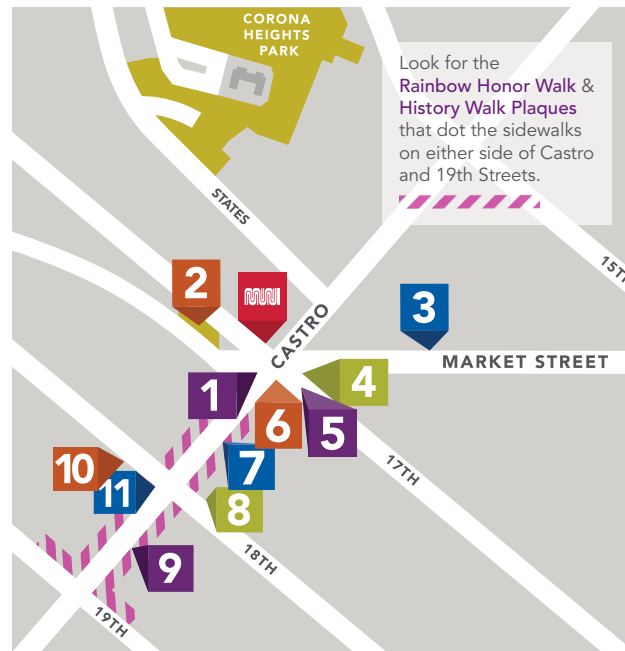 CORONA
HEIGHTS
PARK
Look for the
Rainbow Honor Walk &
History Walk Plaques
that dot the sidewalks
on either side of Castro
and 19th Streets.
STATES
15TH
2
muni
3
CASTRO
MARKET STREET
1
4
6
5
10
11
7
17TH
8
9
18TH
19TH